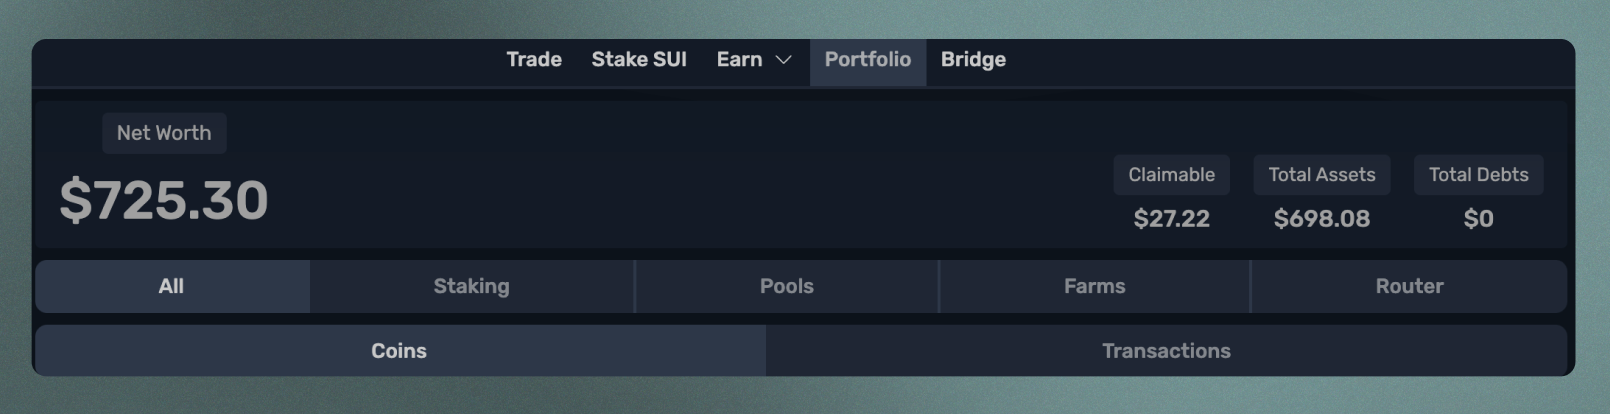 Trade Stake SUI Earn Portfolio Bridge
Net Worth
$725.30
Claimable Total Assets Total Debts
$27.22 $698.08 $0
All Staking Pools Farms Router
Coins Transactions